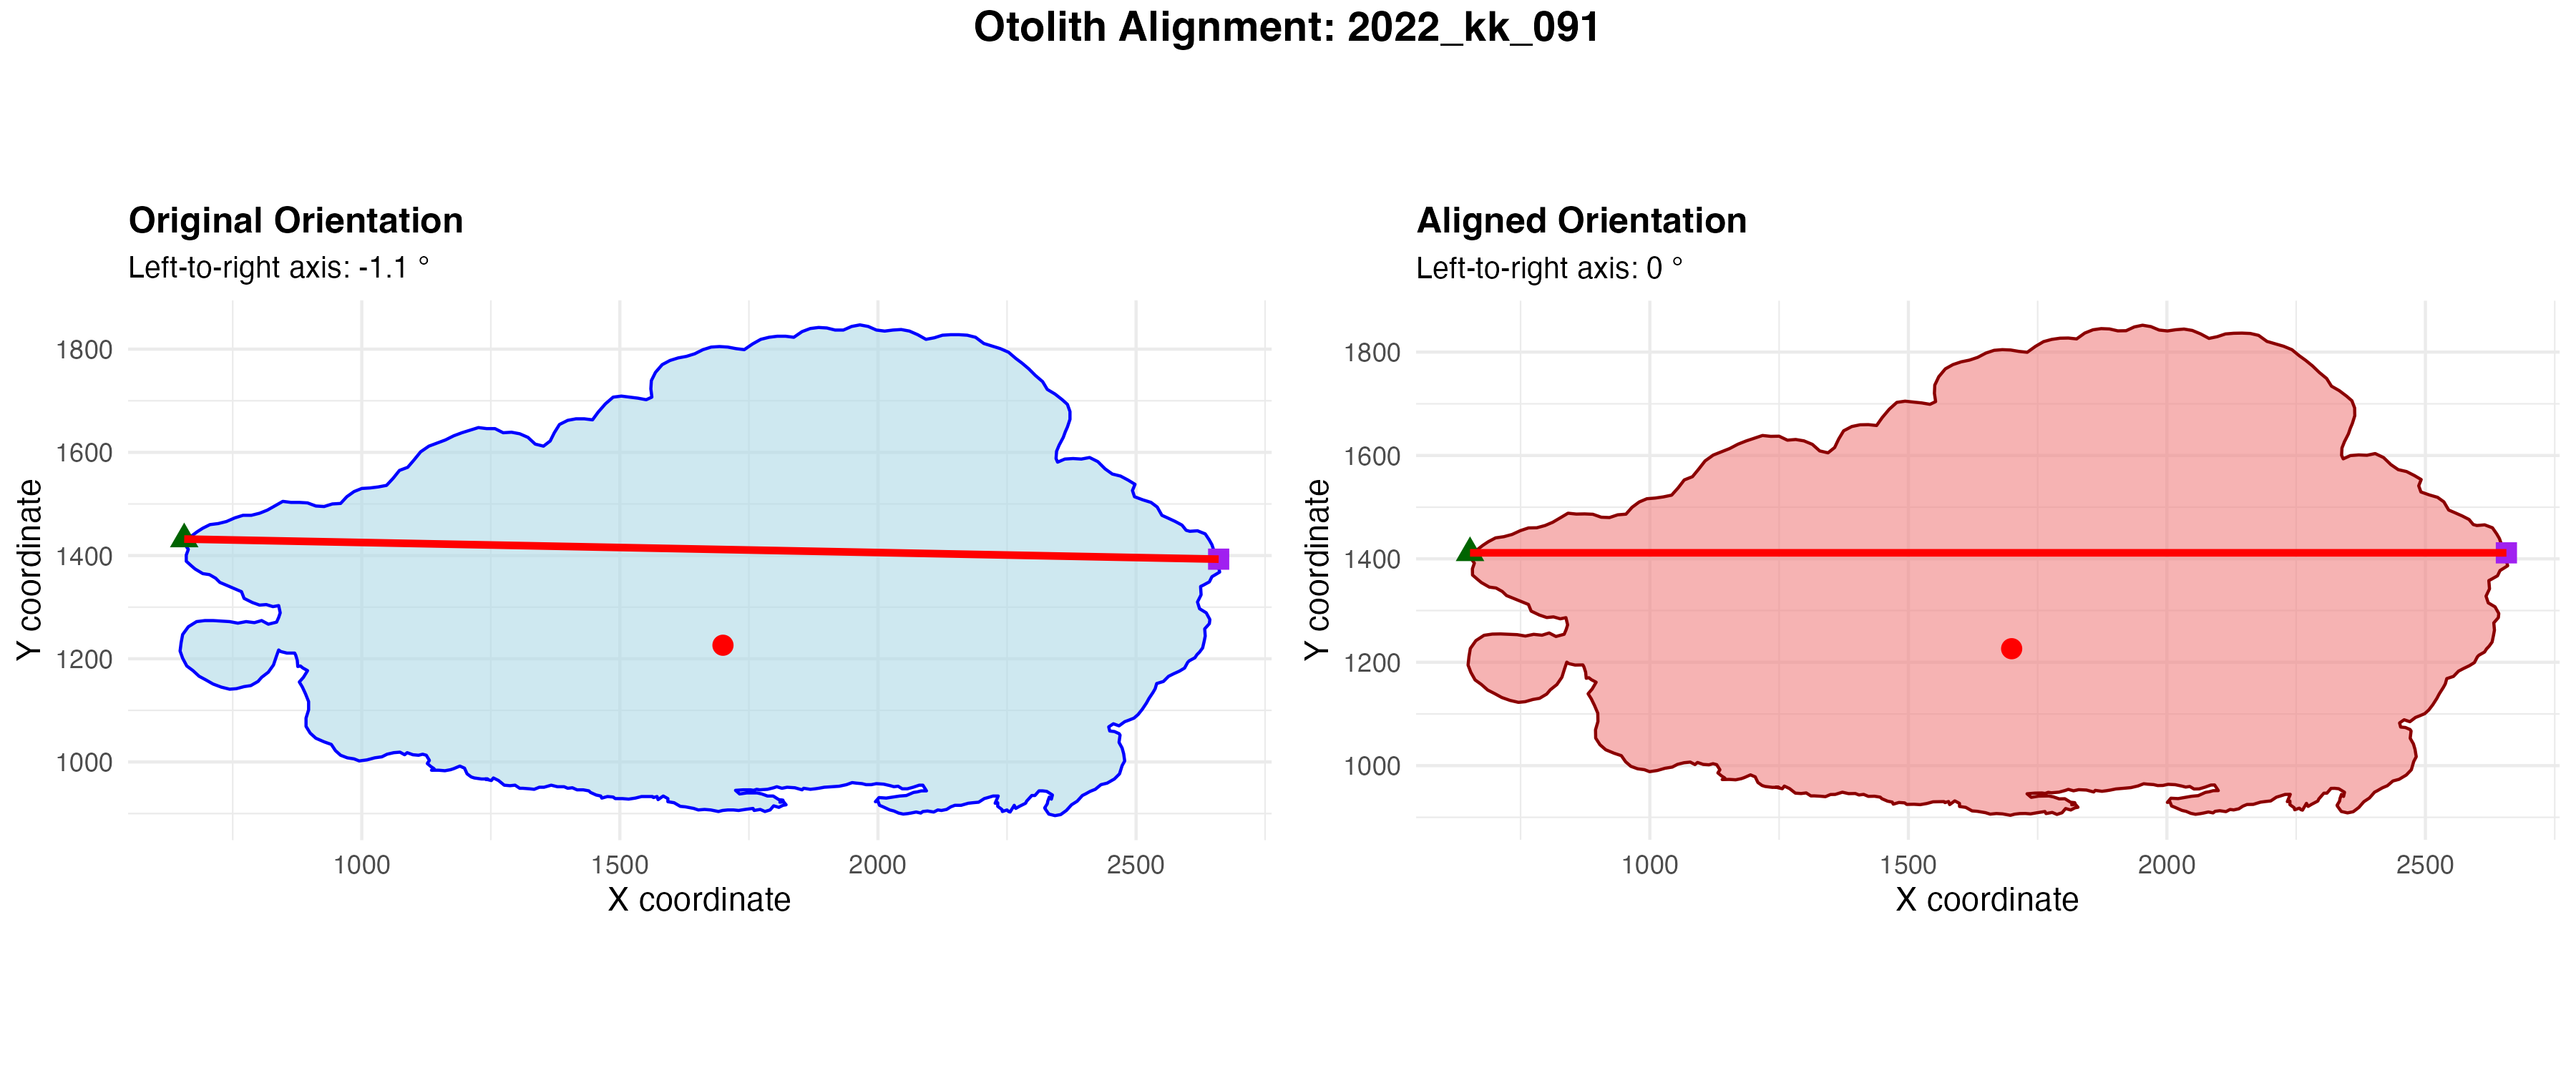 Otolith Alignment: 2022_kk_091
Original Orientation
Left-to-right axis: -1.1 °
1800
1600
1400
1200
1000
Y coordinate
1000 1500 2000 2500
X coordinate
Aligned Orientation
Left-to-right axis: 0 °
1800
1600
1400
1200
1000
Y coordinate
1000 1500 2000 2500
X coordinate